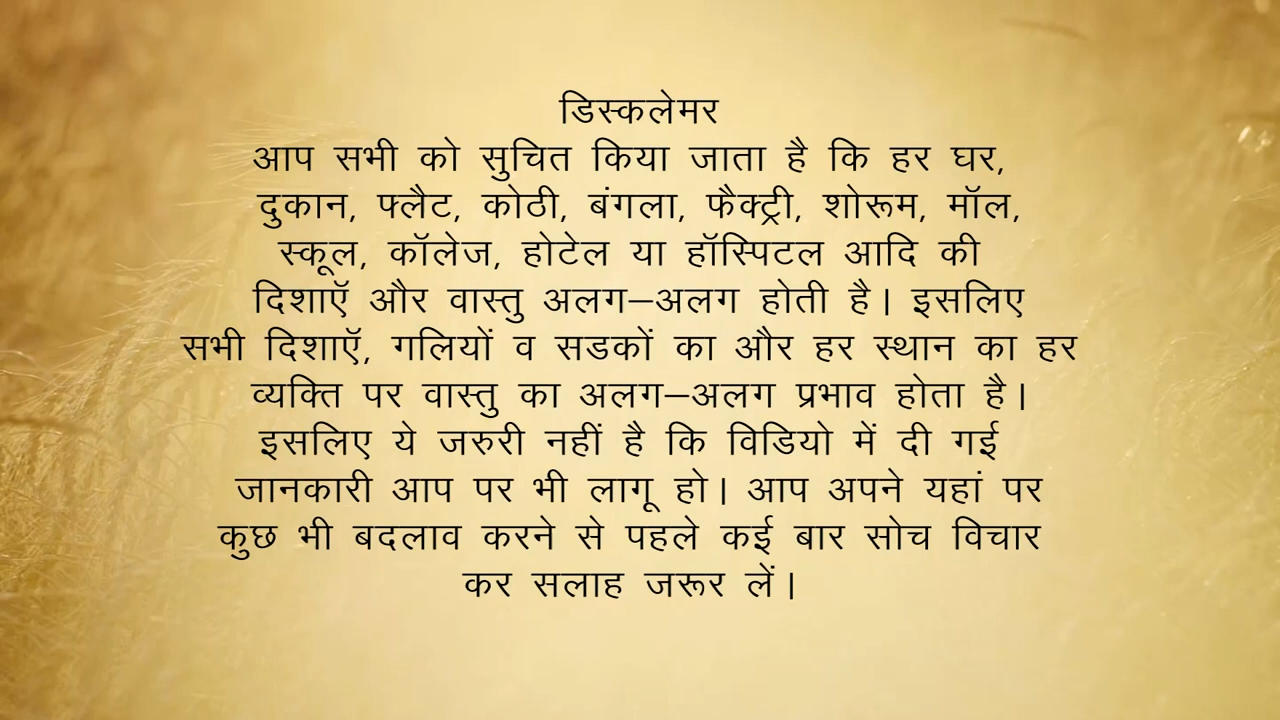 डिस्कलेमर
आप सभी को सुचित किया जाता है कि हर घर,
दुकान, फ्लैट, कोठी, बंगला, फैक्ट्री, शोरूम, मॉल,
स्कूल, कॉलेज, होटेल या हॉस्पिटल आदि की
दिशाऍ और वास्तु अलग–अलग होती है। इसलिए
सभी दिशाऍ, गलियों व सडकों का और हर स्थान का हर
व्यक्ति पर वास्तु का अलग–अलग प्रभाव होता है।
इसलिए ये जरुरी नहीं है कि विडियो में दी गई
जानकारी आप पर भी लागू हो। आप अपने यहां पर
कुछ भी बदलाव करने से पहले कई बार सोच विचार
कर सलाह जरूर लें।